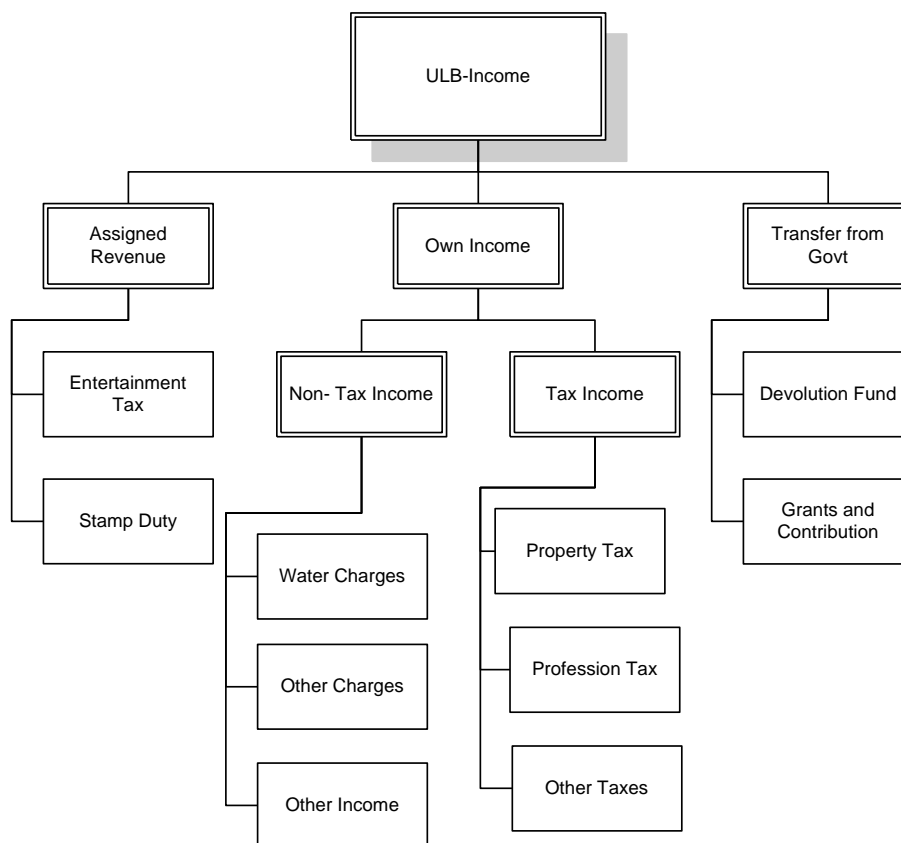 ULB-Income
Assigned
Revenue
Own Income
Transfer from
Govt
Entertainment
Tax
Non- Tax Income
Tax Income
Devolution Fund
Stamp Duty
Grants and
Contribution
Water Charges
Property Tax
Other Charges
Profession Tax
Other Income
Other Taxes